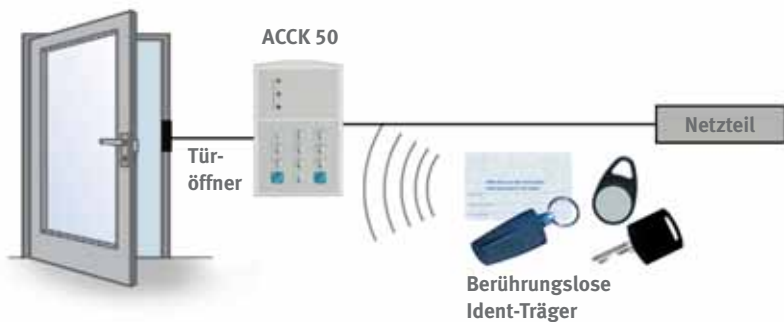 ACCK 50
Netzteil
Tür-
öffner
Berührungslose
Ident-Träger